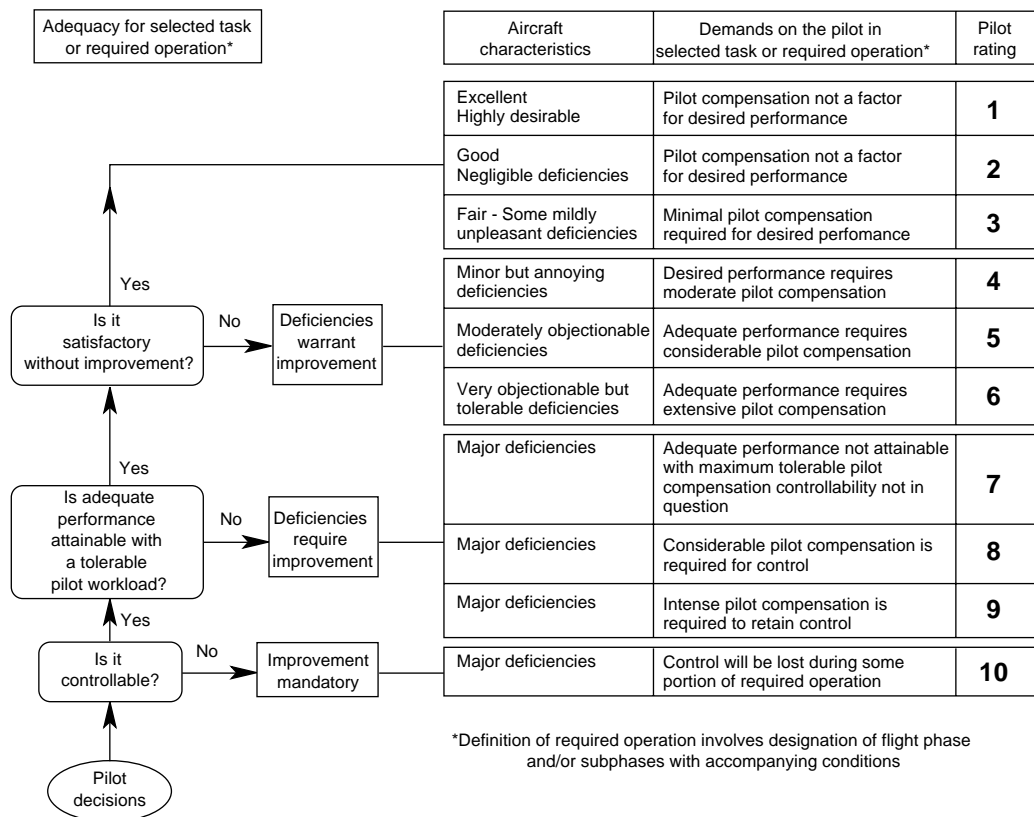 Adequacy for selected task
or required operation*
Aircraft
characteristics
Demands on the pilot in
selected task or required operation*
Pilot
rating
Excellent
Highly desirable
Pilot compensation not a factor
for desired performance
1
Good
Negligible deficiencies
Pilot compensation not a factor
for desired performance
2
Fair - Some mildly
unpleasant deficiencies
Minimal pilot compensation
required for desired perfomance
3
Yes
Is it
satisfactory
without improvement?
No
Deficiencies
warrant
improvement
Minor but annoying
deficiencies
Desired performance requires
moderate pilot compensation
4
Moderately objectionable
deficiencies
Adequate performance requires
considerable pilot compensation
5
Very objectionable but
tolerable deficiencies
Adequate performance requires
extensive pilot compensation
6
Yes
Is adequate
performance
attainable with
a tolerable
pilot workload?
No
Deficiencies
require
improvement
Major deficiencies
Adequate performance not attainable
with maximum tolerable pilot
compensation controllability not in
question
7
Major deficiencies
Considerable pilot compensation is
required for control
8
Major deficiencies
Intense pilot compensation is
required to retain control
9
Yes
Is it
controllable?
No
Improvement
mandatory
Major deficiencies
Control will be lost during some
portion of required operation
10
Pilot
decisions
*Definition of required operation involves designation of flight phase
and/or subphases with accompanying conditions